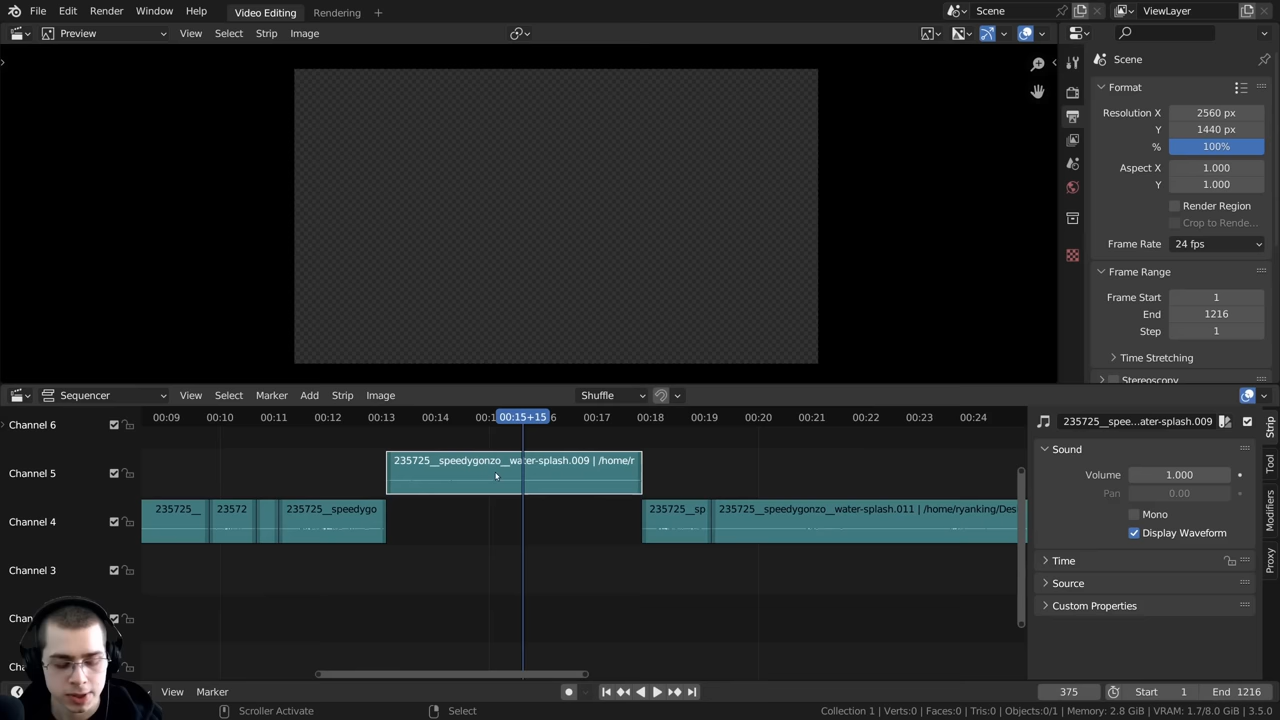 File Edit Render Window Help Video Editing Rendering + Scene ViewLayer
Preview View Select Strip Image
Scene
Format
Resolution X 2560 px
Y 1440 px
% 100%
Aspect X 1.000
Y 1.000
Render Region
Crop to Rende...
Frame Rate 24 fps
Frame Range
Frame Start 1
End 1216
Step 1
Time Stretching
Stereoscopy
Sequencer View Select Marker Add Strip Image Shuffle
00:09 00:10 00:11 00:12 00:13 00:14 00:15+15 00:17 00:18 00:19 00:20 00:21 00:22 00:23 00:24
Channel 6
Channel 5
Channel 4
Channel 3
235725__speedygonzo__water-splash.009 | /home/r
235725__ 23572 235725__speedygo 235725__sp 235725__speedygonzo__water-splash.011 | /home/ryanking/Des
235725__spee...ater-splash.009
Sound
Volume 1.000
Pan 0.00
Mono
Display Waveform
Time
Source
Custom Properties
Strip
Modifiers
Proxy
View Marker 375 Start 1 End 1216
Scroller Activate Select Collection 1 | Verts:0 | Faces:0 | Tris:0 | Objects:0/1 | Memory: 2.8 GiB | VRAM: 1.7/8.0 GiB | 3.5.0